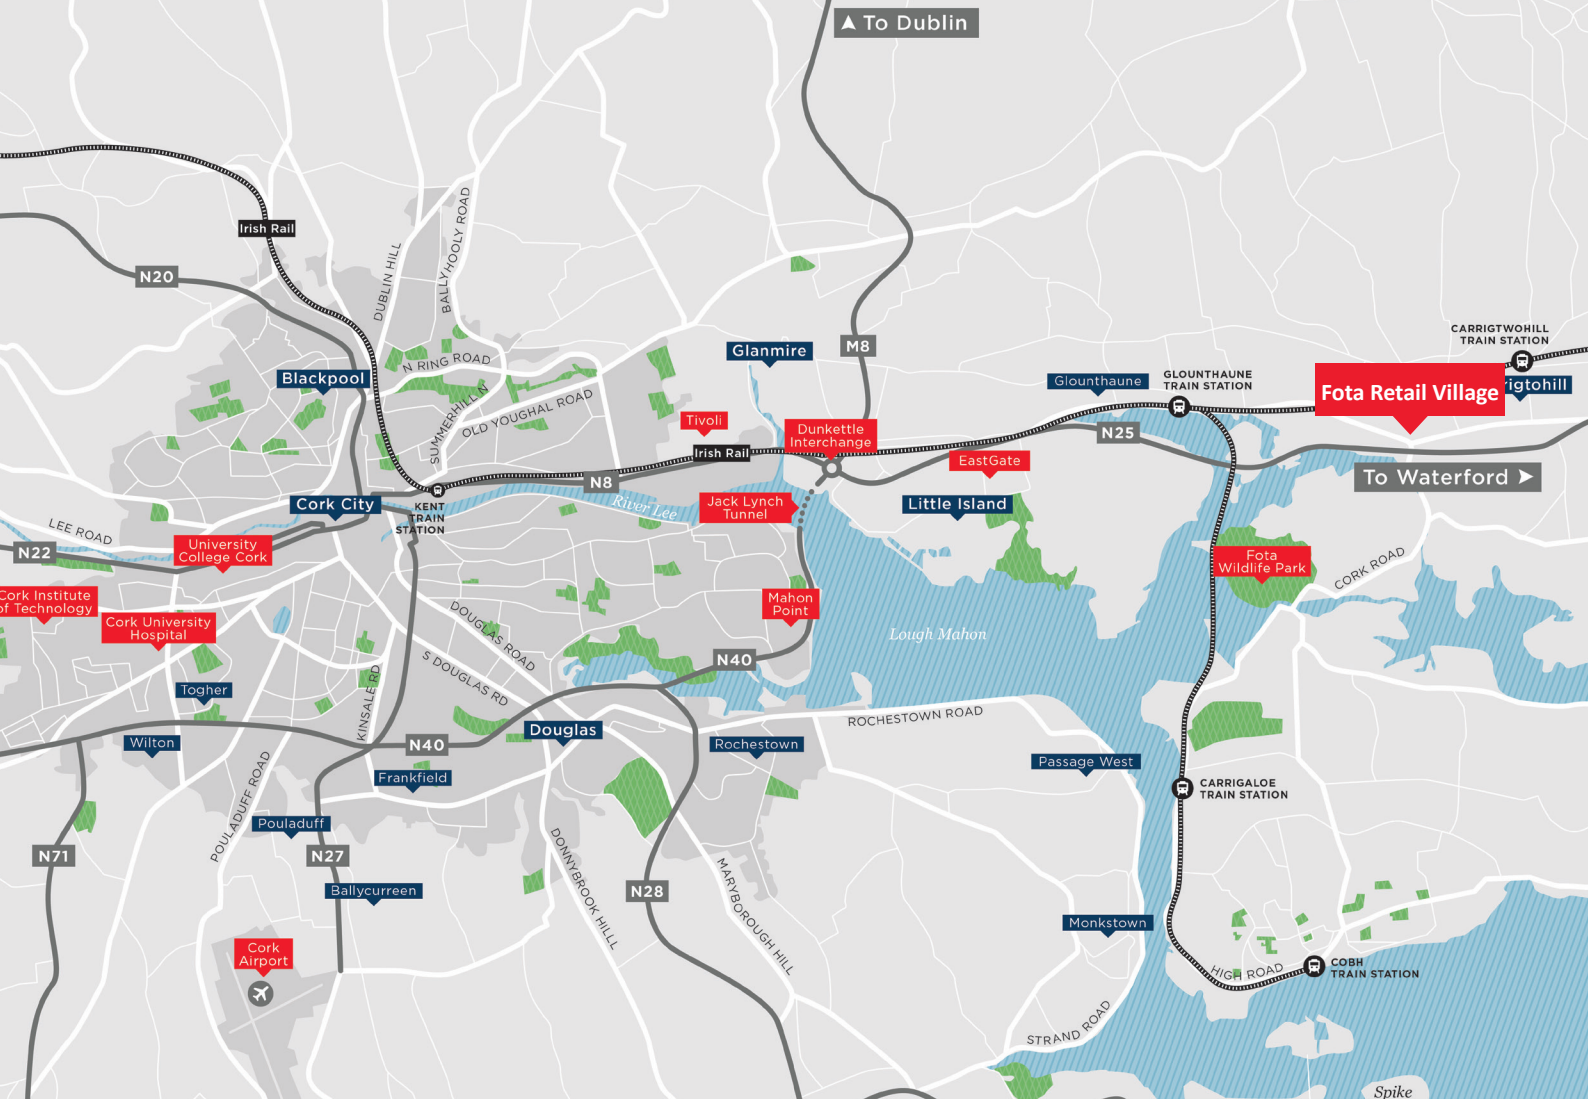 To Dublin
Irish Rail
N20
DUBLIN HILL
BALLYHOOLY ROAD
M8
CARRIGTWOHILL
TRAIN STATION
Glanmire
N RING ROAD
Blackpool
GLOUNTHAUNE
TRAIN STATION
Glounthaune
Fota Retail Village
rigtohill
SUMMERHILL N
OLD YOUGHAL ROAD
Tivoli
Dunkettle
Interchange
N25
Irish Rail
EastGate
To Waterford
N8
Cork City
KENT
TRAIN
STATION
River Lee
Jack Lynch
Tunnel
Little Island
LEE ROAD
N22
University
College Cork
Fota
Wildlife Park
CORK ROAD
Cork Institute
of Technology
Mahon
Point
Cork University
Hospital
DOUGLAS ROAD
Lough Mahon
S DOUGLAS RD
N40
Togher
KINSALE RD
ROCHESTOWN ROAD
Wilton
N40
Douglas
Rochestown
Passage West
Frankfield
CARRIGALOE
TRAIN STATION
POULADUFF ROAD
Pouladuff
N71
N27
DONNYBROOK HILLL
MARYBOROUGH HILL
N28
Ballycurreen
Monkstown
Cork
Airport
HIGH ROAD
COBH
TRAIN STATION
STRAND ROAD
Spike